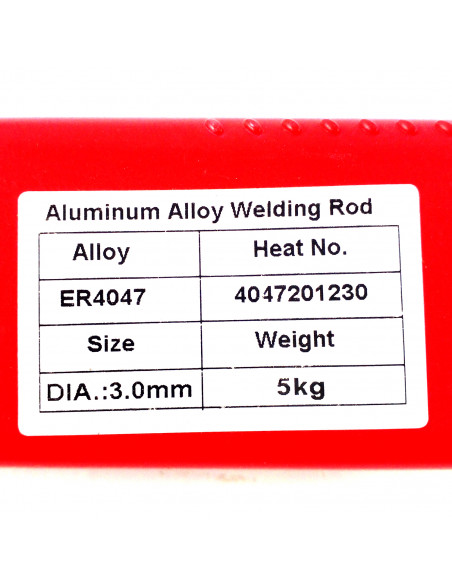 Aluminum Alloy Welding Rod
Alloy Heat No.
ER4047 4047201230
Size Weight
DIA.:3.0mm 5kg